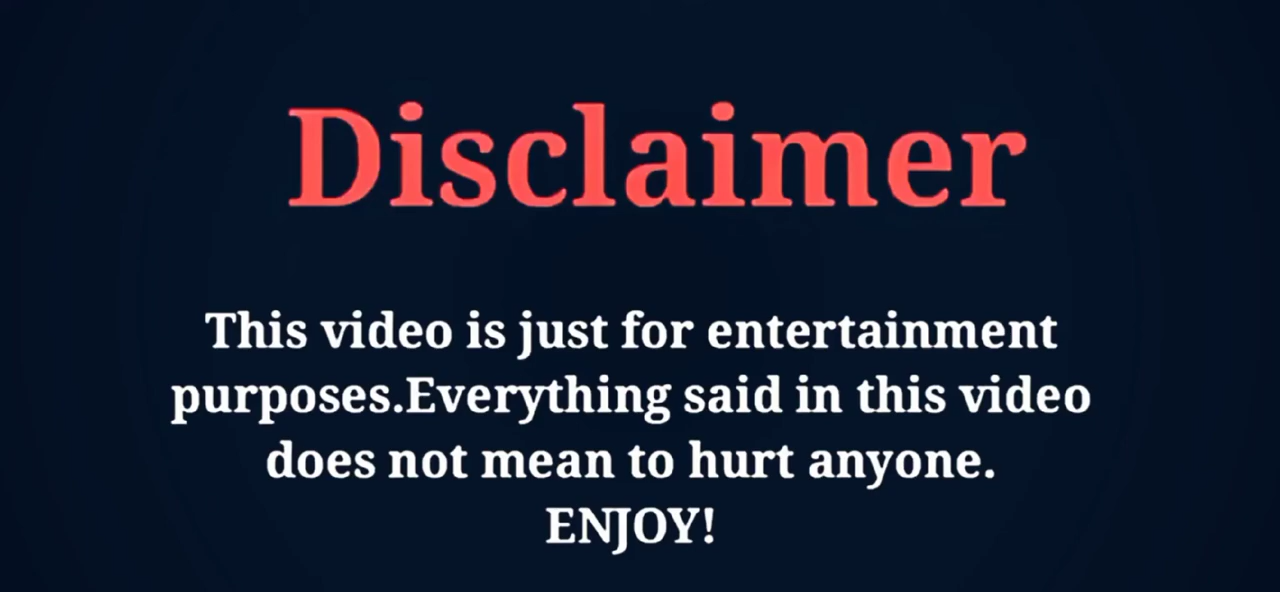 Disclaimer
This video is just for entertainment
purposes.Everything said in this video
does not mean to hurt anyone.
ENJOY!